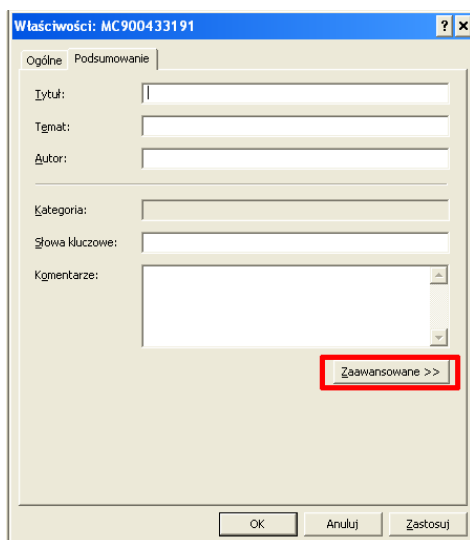 Właściwości: MC900433191
Ogólne Podsumowanie
Tytuł:
Temat:
Autor:
Kategoria:
Słowa kluczowe:
Komentarze:
Zaawansowane >>
OK Anuluj Zastosuj